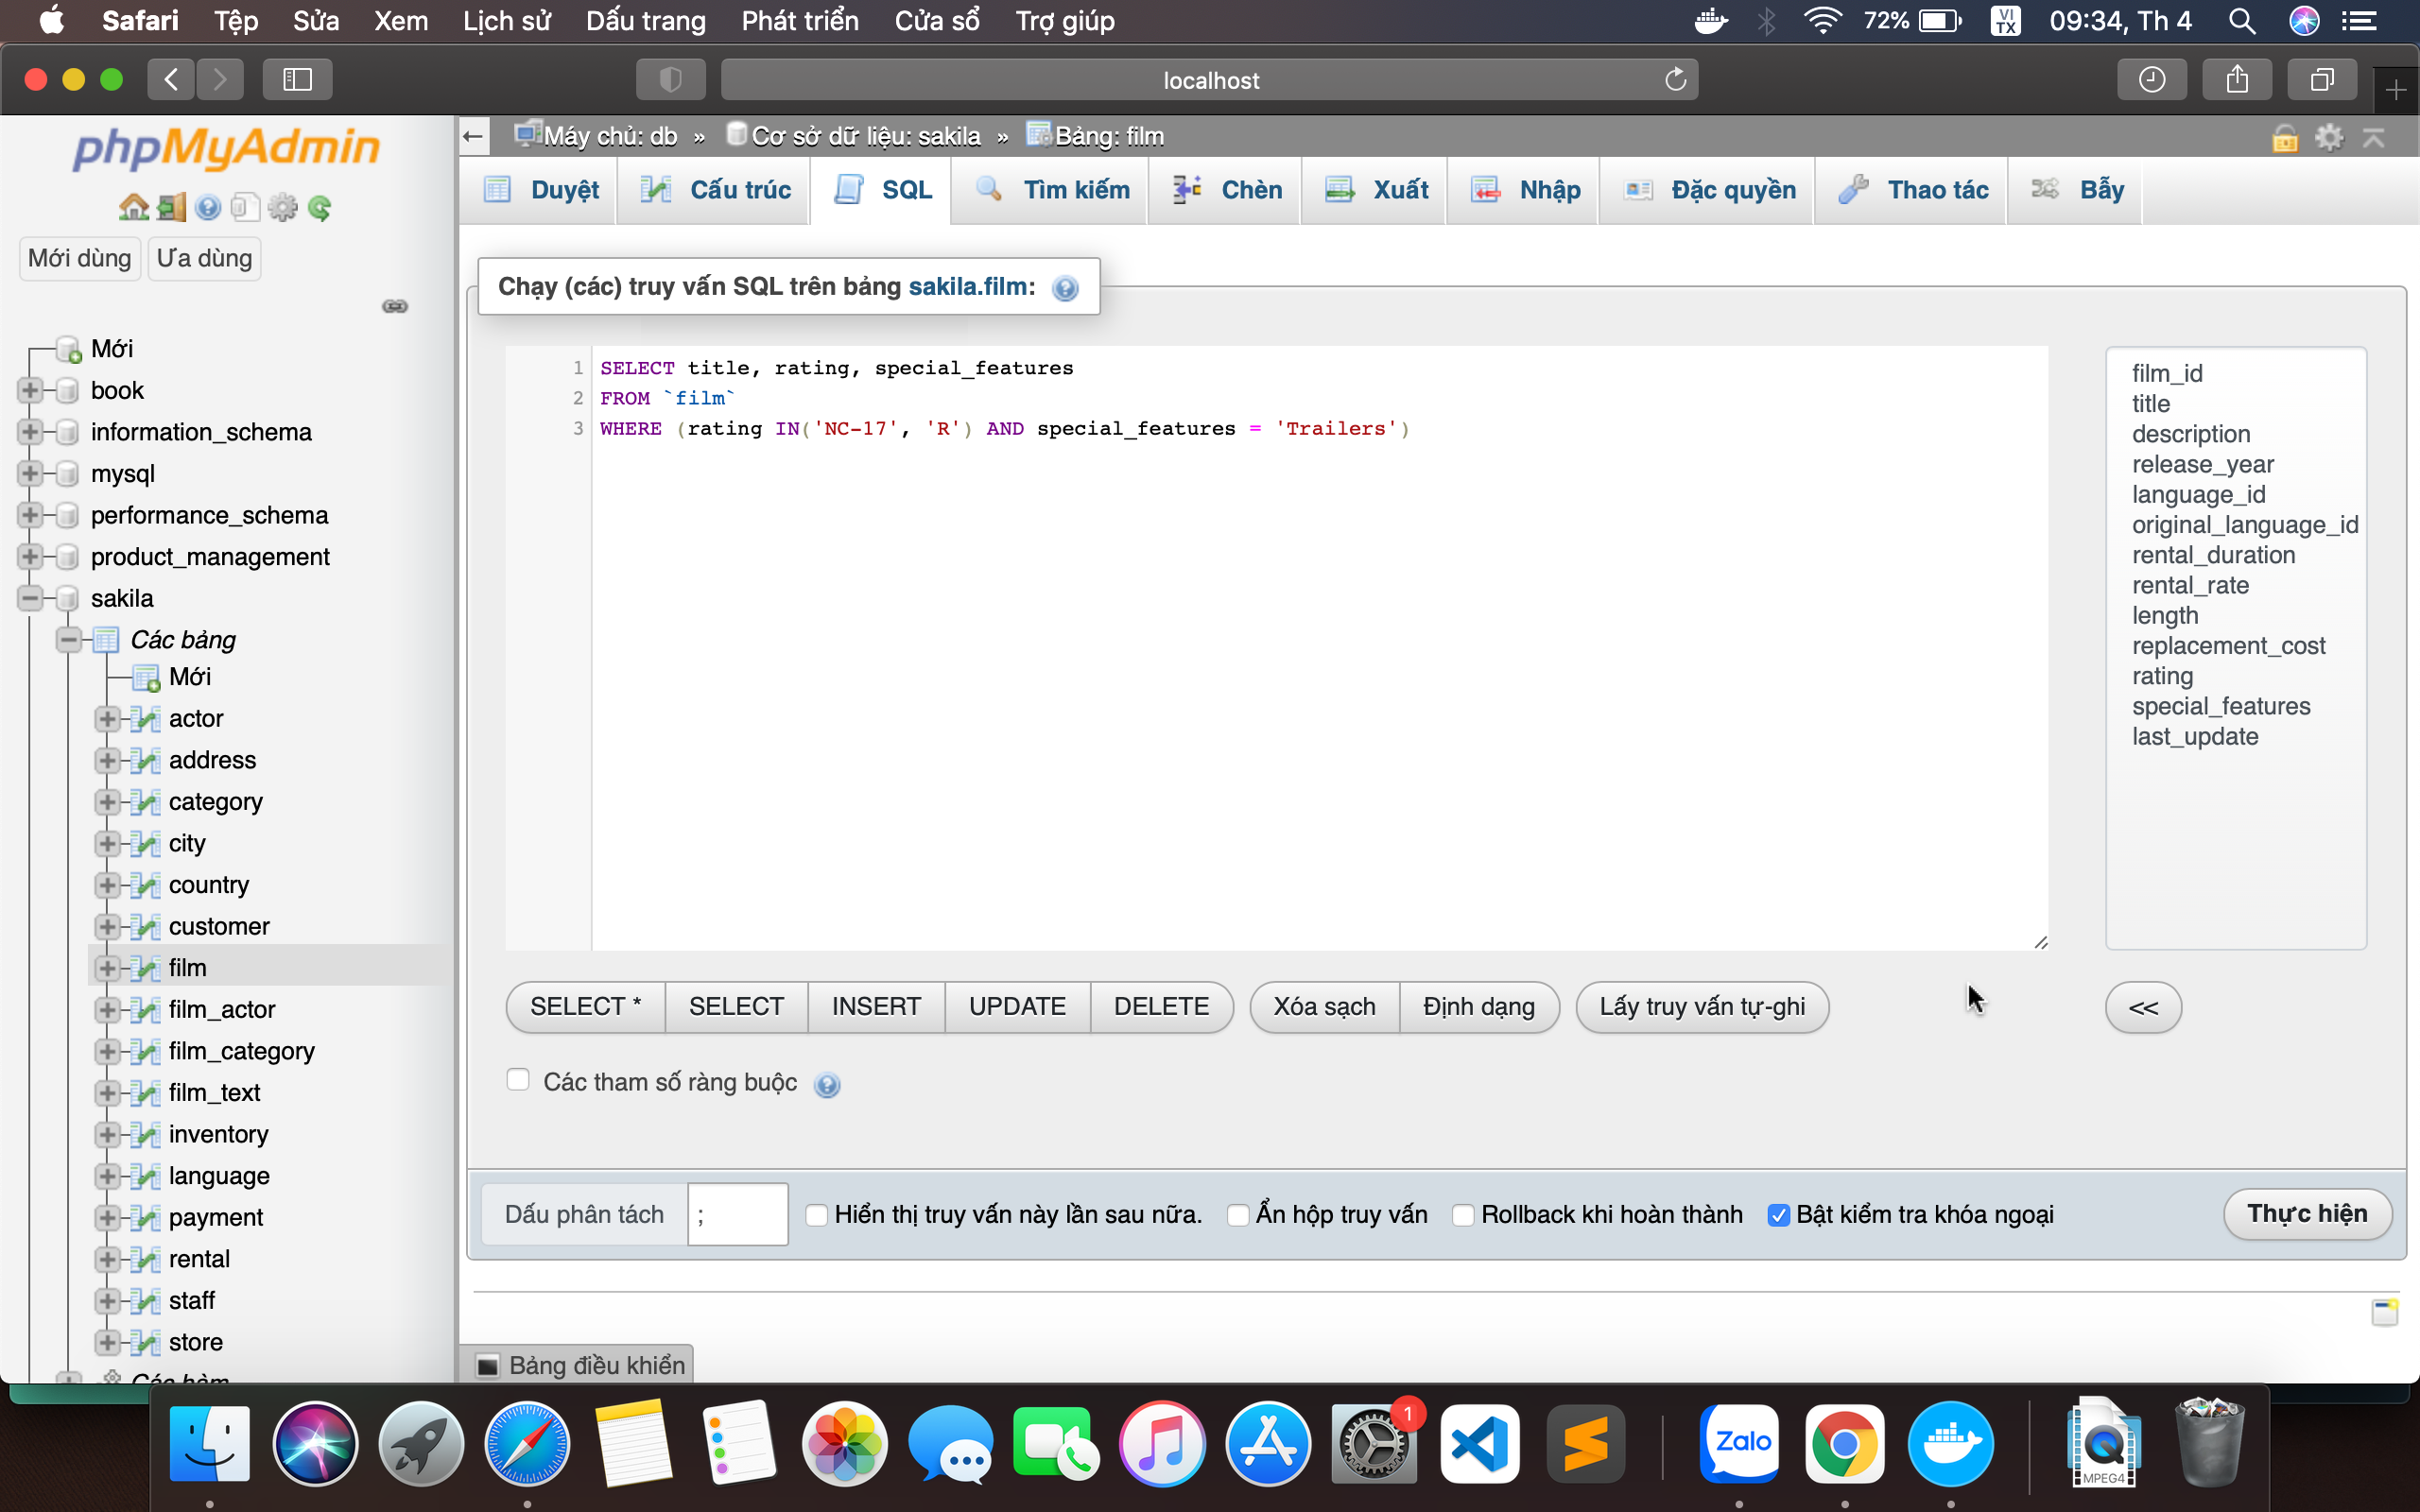 Safari Tệp Sửa Xem Lịch sử Dấu trang Phát triển Cửa sổ Trợ giúp 72% VI TX 09:34, Th 4
localhost
phpMyAdmin
Mới dùng Ưa dùng
Mới
book
information_schema
mysql
performance_schema
product_management
sakila
Các bảng
Mới
actor
address
category
city
country
customer
film
film_actor
film_category
film_text
inventory
language
payment
rental
staff
store
Các hàm
Máy chủ: db » Cơ sở dữ liệu: sakila » Bảng: film
Duyệt Cấu trúc SQL Tìm kiếm Chèn Xuất Nhập Đặc quyền Thao tác Bẫy
Chạy (các) truy vấn SQL trên bảng sakila.film:
1 SELECT title, rating, special_features
2 FROM `film`
3 WHERE (rating IN('NC-17', 'R') AND special_features = 'Trailers')
film_id
title
description
release_year
language_id
original_language_id
rental_duration
rental_rate
length
replacement_cost
rating
special_features
last_update
SELECT * SELECT INSERT UPDATE DELETE Xóa sạch Định dạng Lấy truy vấn tự-ghi <<
Các tham số ràng buộc
Dấu phân tách ; Hiển thị truy vấn này lần sau nữa. Ẩn hộp truy vấn Rollback khi hoàn thành Bật kiểm tra khóa ngoại Thực hiện
Bảng điều khiển
1
Zalo
MPEG4